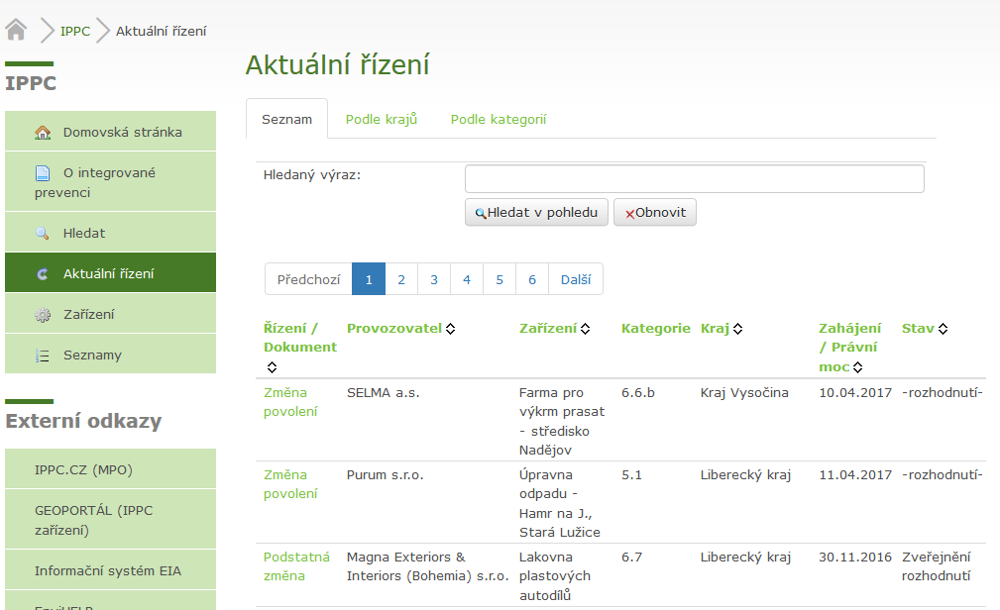 IPPC
Aktuální řízení
IPPC
Domovská stránka
O integrované
prevenci
Hledat
Aktuální řízení
Zařízení
Seznamy
Externí odkazy
IPPC.CZ (MPO)
GEOPORTÁL (IPPC
zařízení)
Informační systém EIA
EnviHELP
Aktuální řízení
Seznam Podle krajů Podle kategorií
Hledaný výraz:
Hledat v pohledu Obnovit
Předchozí 1 2 3 4 5 6 Další
Řízení / Provozovatel Zařízení Kategorie Kraj Zahájení Stav
Dokument / Právní
moc
Změna SELMA a.s. Farma pro 6.6.b Kraj Vysočina 10.04.2017 -rozhodnutí-
povolení výkrm prasat
- středisko
Nadějov
Změna Purum s.r.o. Úpravna 5.1 Liberecký kraj 11.04.2017 -rozhodnutí-
povolení odpadu -
Hamr na J.,
Stará Lužice
Podstatná Magna Exteriors & Lakovna 6.7 Liberecký kraj 30.11.2016 Zveřejnění
změna Interiors (Bohemia) s.r.o. plastových rozhodnutí
autodílů